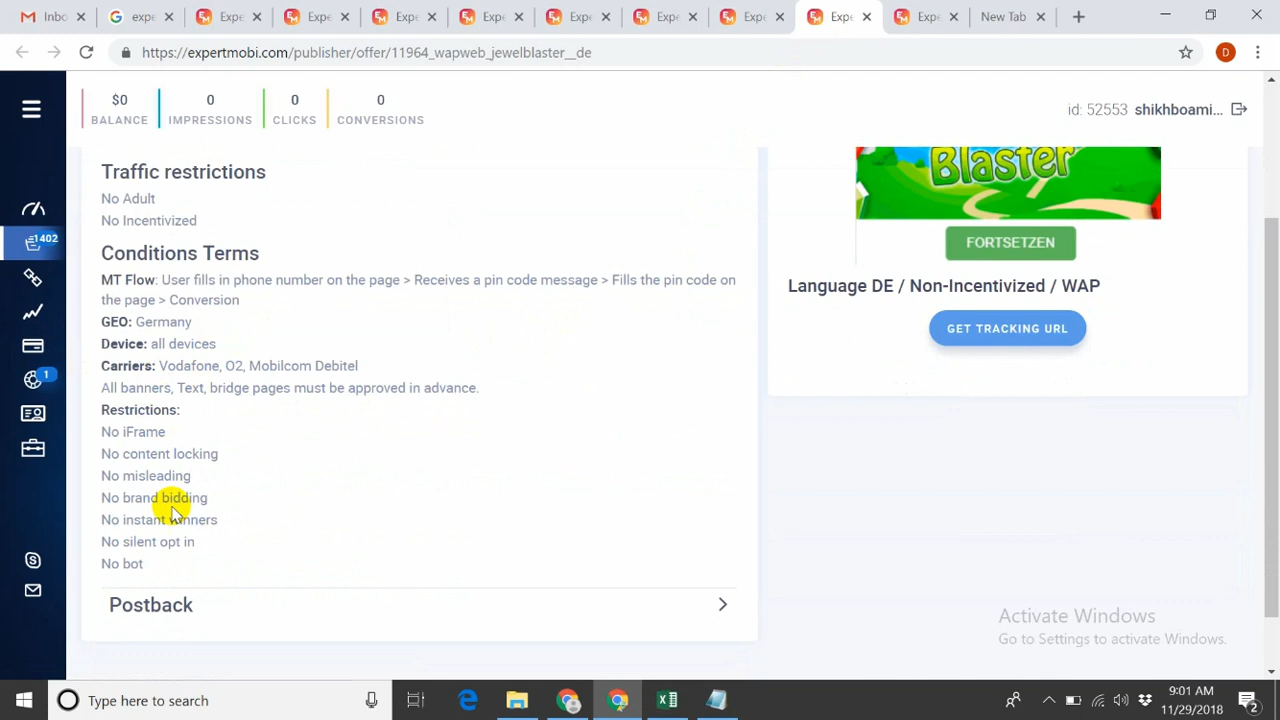 Inbo
expe
Expe
Expe
Expe
Expe
Expe
Expe
Expe
Expe
Expe
New Tab
https://expertmobi.com/publisher/offer/11964_wapweb_jewelblaster__de
D
$0
BALANCE
0
IMPRESSIONS
0
CLICKS
0
CONVERSIONS
id: 52553 shikhboami...
1402
1
Traffic restrictions
No Adult
No Incentivized
Conditions Terms
MT Flow: User fills in phone number on the page > Receives a pin code message > Fills the pin code on
the page > Conversion
GEO: Germany
Device: all devices
Carriers: Vodafone, O2, Mobilcom Debitel
All banners, Text, bridge pages must be approved in advance.
Restrictions:
No iFrame
No content locking
No misleading
No brand bidding
No instant winners
No silent opt in
No bot
Postback
Blaster
FORTSETZEN
Language DE / Non-Incentivized / WAP
GET TRACKING URL
Activate Windows
Go to Settings to activate Windows.
Type here to search
9:01 AM
11/29/2018
2